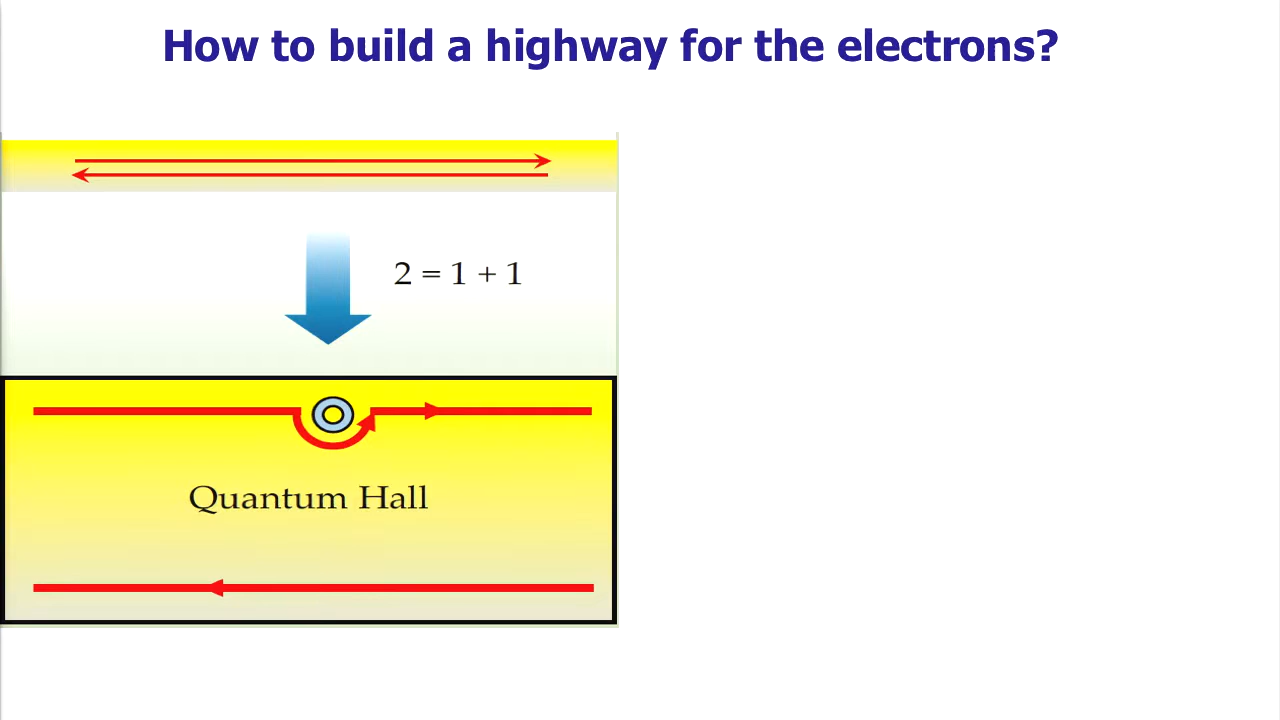 How to build a highway for the electrons?
2 = 1 + 1
Quantum Hall